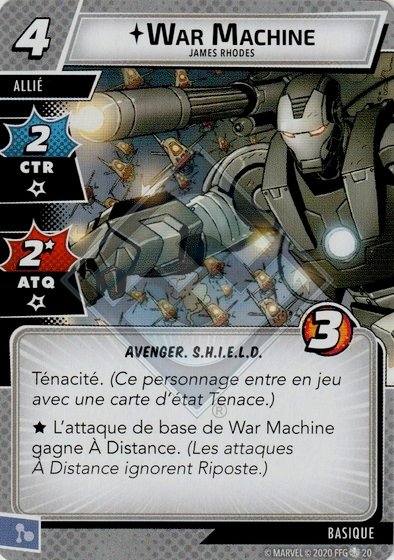 4
WAR MACHINE
JAMES RHODES
ALLIÉ
2
CTR
2★
ATQ
3
AVENGER. S.H.I.E.L.D.
Ténacité. (Ce personnage entre en jeu
avec une carte d’état Tenace.)
★ L’attaque de base de War Machine
gagne À Distance. (Les attaques
À Distance ignorent Riposte.)
®
BASIQUE
© MARVEL © 2020 FFG 20